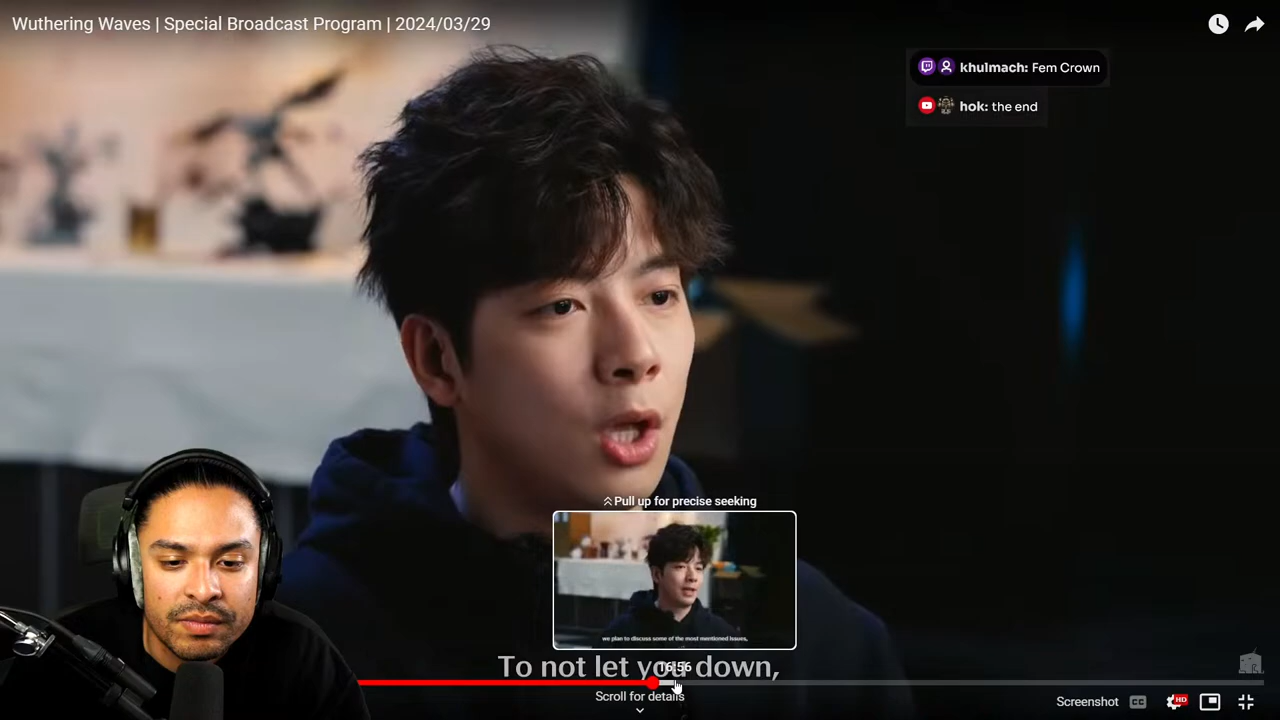 Wuthering Waves | Special Broadcast Program | 2024/03/29
khulmach: Fem Crown
hok: the end
Pull up for precise seeking
we plan to discuss some of the most mentioned issues,
To not let you down,
16:56
Scroll for details
Screenshot
CC
HD